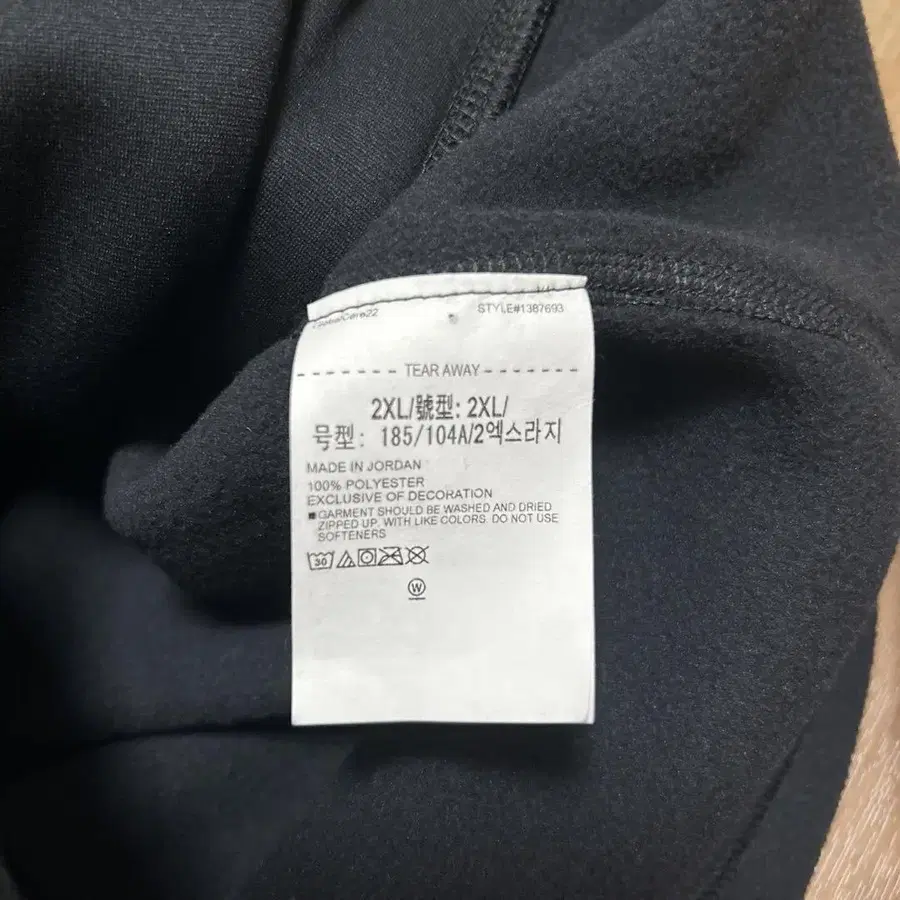 GlobalCare22 STYLE#1387693
TEAR AWAY
2XL/號型: 2XL/
号型: 185/104A/2엑스라지
MADE IN JORDAN
100% POLYESTER
EXCLUSIVE OF DECORATION
■GARMENT SHOULD BE WASHED AND DRIED
ZIPPED UP. WITH LIKE COLORS. DO NOT USE
SOFTENERS
30
W